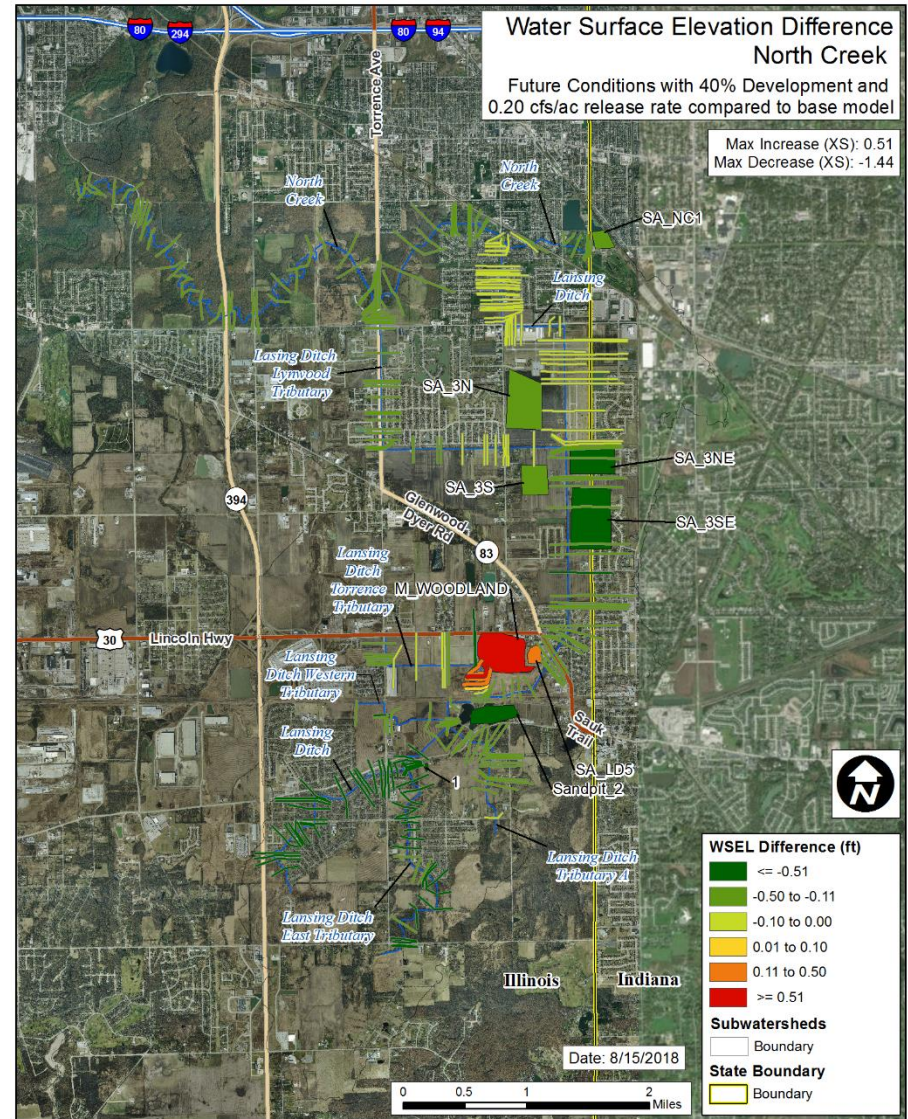 80
294
80
94
Water Surface Elevation Difference
North Creek
Future Conditions with 40% Development and
0.20 cfs/ac release rate compared to base model
Max Increase (XS): 0.51
Max Decrease (XS): -1.44
Torrence Ave
North
Creek
North
Creek
SA_NC1
Lansing
Ditch
Lasing Ditch
Lynwood
Tributary
SA_3N
SA_3NE
SA_3S
394
SA_3SE
Glenwood
Dyer Rd
83
Lansing
Ditch
Torrence
Tributary
M_WOODLAND
30
Lincoln Hwy
Lansing
Ditch Western
Tributary
Sauk
Trail
Lansing
Ditch
SA_LD5
Sandpit_2
1
N
Lansing Ditch
Tributary A
Lansing Ditch
East Tributary
Illinois
Indiana
WSEL Difference (ft)
<= -0.51
-0.50 to -0.11
-0.10 to 0.00
0.01 to 0.10
0.11 to 0.50
>= 0.51
Subwatersheds
Boundary
State Boundary
Boundary
Date: 8/15/2018
0 0.5 1 2
Miles